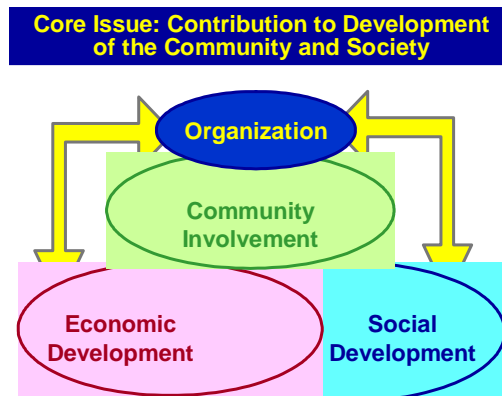 Core Issue: Contribution to Development
of the Community and Society
Organization
Community
Involvement
Economic
Development
Social
Development